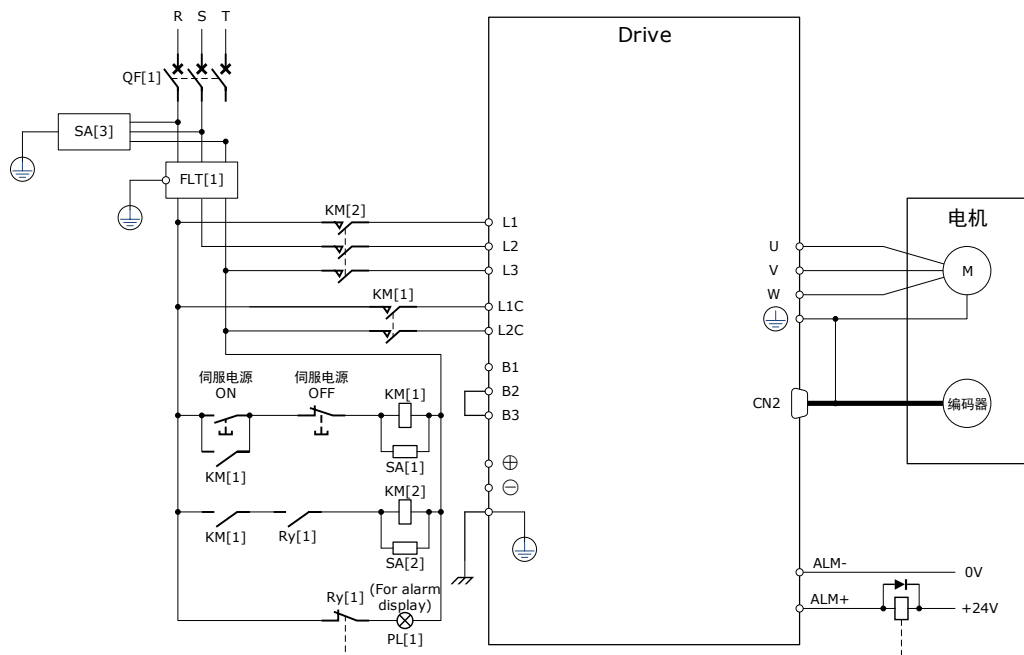 R S T
Drive
QF[1]
SA[3]
FLT[1]
KM[2]
L1
L2
L3
KM[1]
L1C
L2C
B1
B2
B3
电机
U
V
W
M
CN2
编码器
伺服电源
ON
伺服电源
OFF
KM[1]
SA[1]
KM[1]
KM[2]
KM[1]
Ry[1]
SA[2]
Ry[1]
(For alarm
display)
PL[1]
ALM-
0V
ALM+
+24V